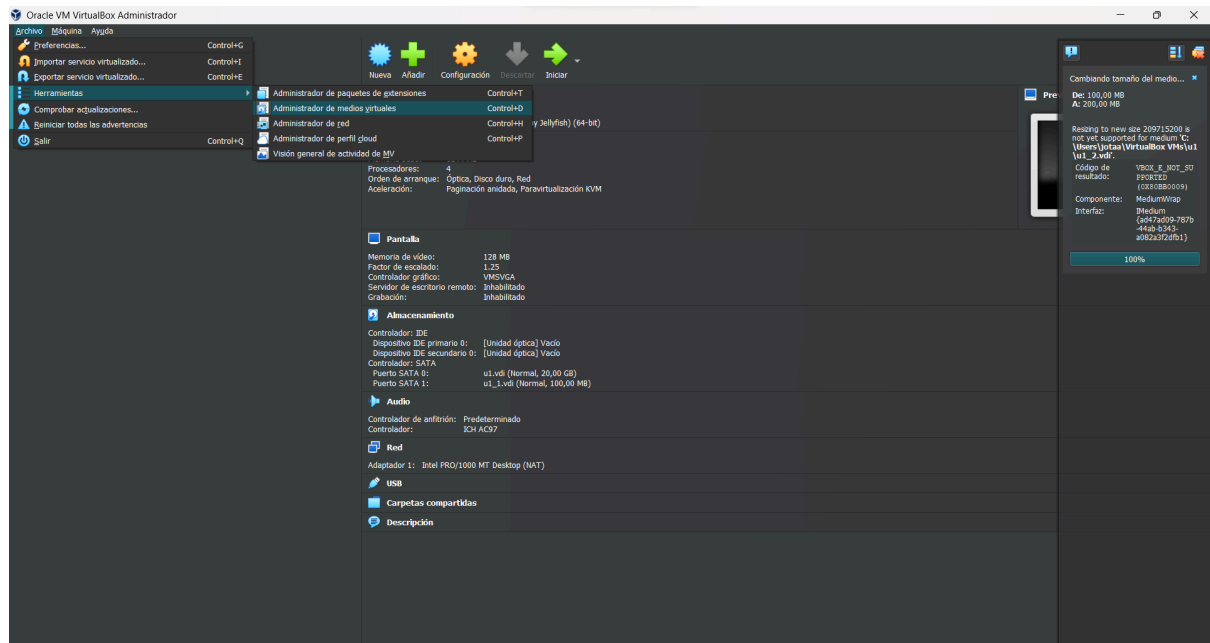 Oracle VM VirtualBox Administrador
Archivo Máquina Ayuda
Preferencias... Control+G
Importar servicio virtualizado... Control+I
Exportar servicio virtualizado... Control+E
Herramientas
Comprobar actualizaciones...
Reiniciar todas las advertencias
Salir Control+Q
Administrador de paquetes de extensiones Control+T
Administrador de medios virtuales Control+D
Administrador de red Control+H
Administrador de perfil cloud Control+P
Visión general de actividad de MV
Nueva Añadir Configuración Descartar Iniciar
y Jellyfish) (64-bit)
Procesadores: 4
Orden de arranque: Óptica, Disco duro, Red
Aceleración: Paginación anidada, Paravirtualización KVM
Pantalla
Memoria de vídeo: 128 MB
Factor de escalado: 1.25
Controlador gráfico: VMSVGA
Servidor de escritorio remoto: Inhabilitado
Grabación: Inhabilitado
Almacenamiento
Controlador: IDE
Dispositivo IDE primario 0: [Unidad óptica] Vacío
Dispositivo IDE secundario 0: [Unidad óptica] Vacío
Controlador: SATA
Puerto SATA 0: u1.vdi (Normal, 20,00 GB)
Puerto SATA 1: u1_1.vdi (Normal, 100,00 MB)
Audio
Controlador de anfitrión: Predeterminado
Controlador: ICH AC97
Red
Adaptador 1: Intel PRO/1000 MT Desktop (NAT)
USB
Carpetas compartidas
Descripción
Pre
Cambiando tamaño del medio...
De: 100,00 MB
A: 200,00 MB
Resizing to new size 209715200 is
not yet supported for medium 'C:
\Users\jotaa\VirtualBox VMs\u1
\u1_2.vdi'.
Código de VBOX_E_NOT_SU
resultado: PPORTED
(0X80BB0009)
Componente: MediumWrap
Interfaz: IMedium
{ad47ad09-787b
-44ab-b343-
a082a3f2dfb1}
100%